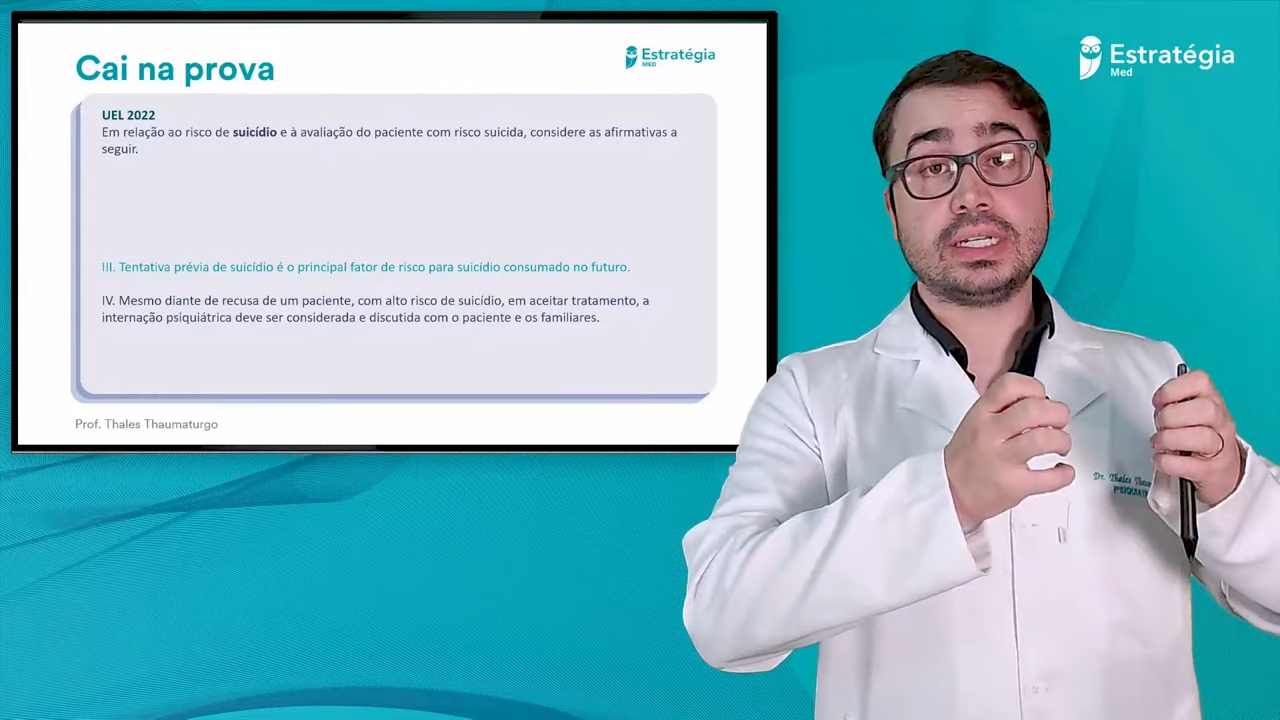 Cai na prova
Estratégia
MED
UEL 2022
Em relação ao risco de suicídio e à avaliação do paciente com risco suicida, considere as afirmativas a
seguir.
III. Tentativa prévia de suicídio é o principal fator de risco para suicídio consumado no futuro.
IV. Mesmo diante de recusa de um paciente, com alto risco de suicídio, em aceitar tratamento, a
internação psiquiátrica deve ser considerada e discutida com o paciente e os familiares.
Prof. Thales Thaumaturgo
Estratégia
Med
Dr. Thales